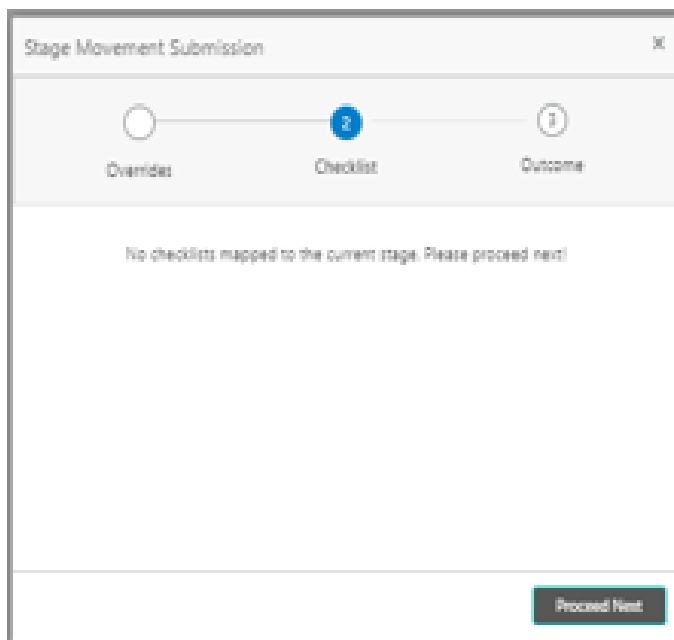 Stage Movement Submission X
2 3
Overrides Checklist Outcome
No checklists mapped to the current stage. Please proceed next!
Proceed Next